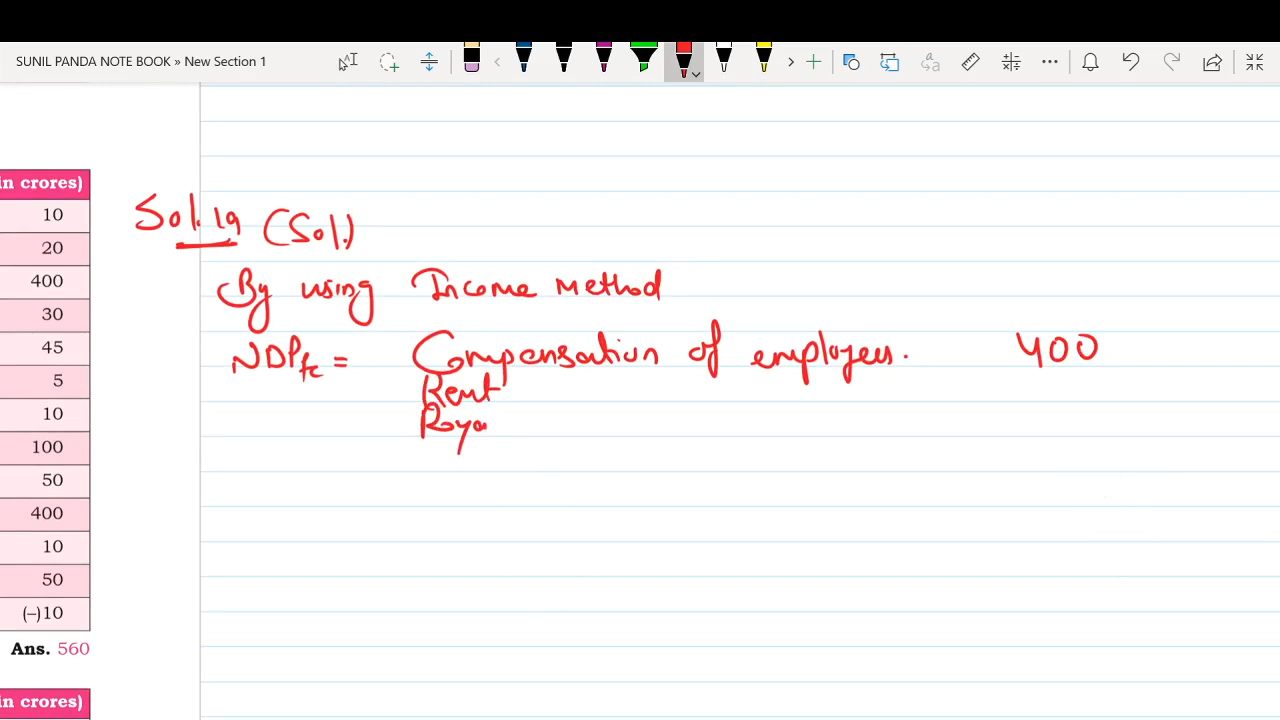 SUNIL PANDA NOTE BOOK » New Section 1
in crores)
10
20
400
30
45
5
10
100
50
400
10
50
(–)10
Ans. 560
in crores)
Sol. 19 (Sol.)
By using Income method
NDPfc = Compensation of employees. 400
Rent
Roya